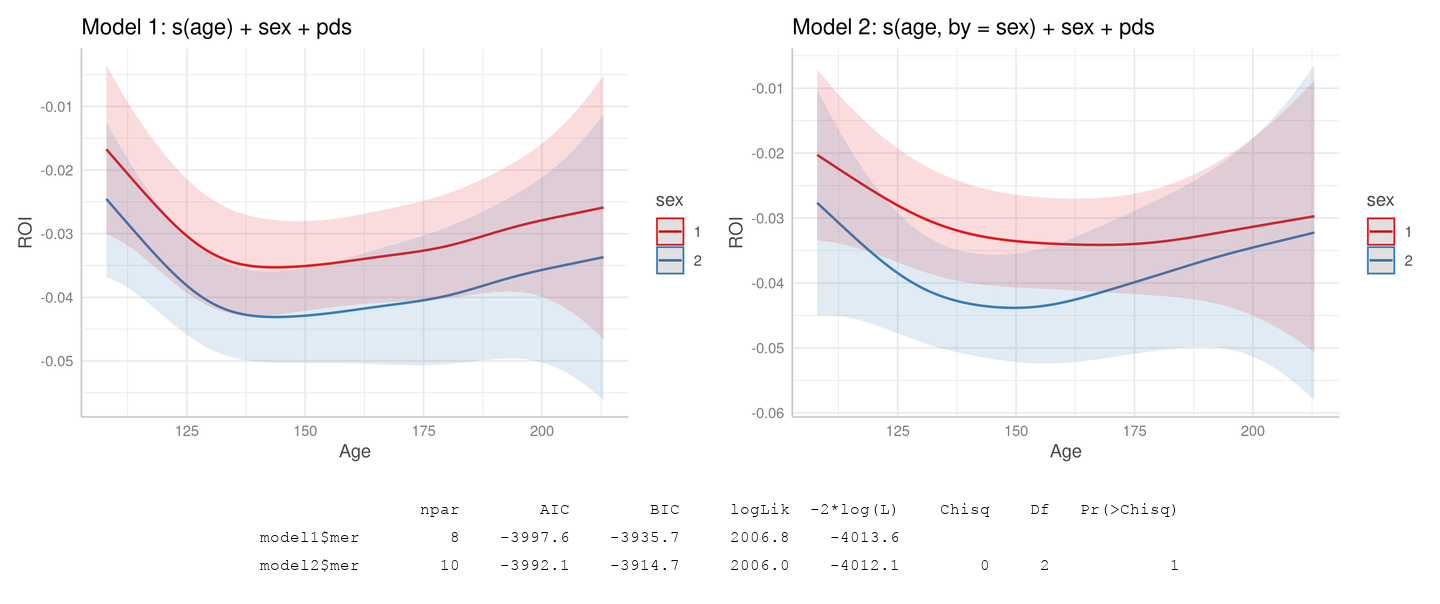 Model 1: s(age) + sex + pds
-0.01
-0.02
-0.03
-0.04
-0.05
ROI
125 150 175 200
Age
sex
1
2
Model 2: s(age, by = sex) + sex + pds
-0.01
-0.02
-0.03
-0.04
-0.05
-0.06
ROI
125 150 175 200
Age
sex
1
2
npar AIC BIC logLik -2*log(L) Chisq Df Pr(>Chisq)
model1$mer 8 -3997.6 -3935.7 2006.8 -4013.6
model2$mer 10 -3992.1 -3914.7 2006.0 -4012.1 0 2 1